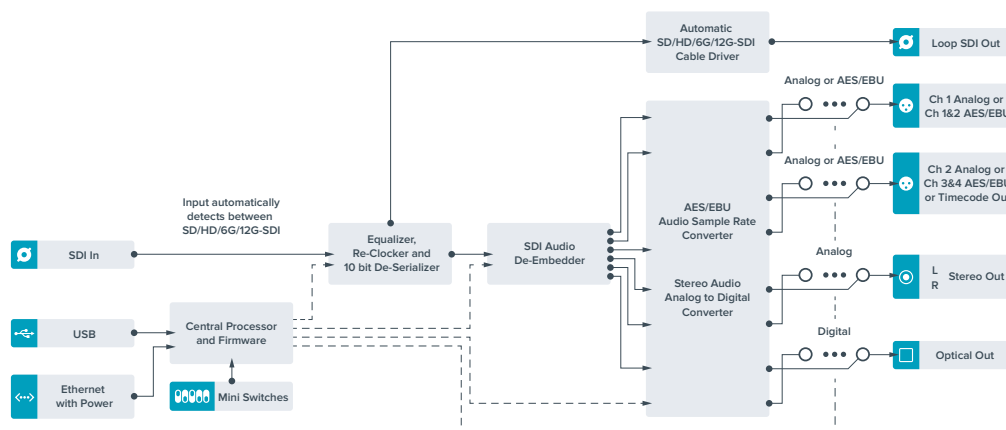 Automatic
SD/HD/6G/12G-SDI
Cable Driver
Loop SDI Out
Analog or AES/EBU
Ch 1 Analog or
Ch 1&2 AES/EBU
Analog or AES/EBU
Ch 2 Analog or
Ch 3&4 AES/EBU
or Timecode Ou
Input automatically
detects between
SD/HD/6G/12G-SDI
AES/EBU
Audio Sample Rate
Converter
SDI In
Equalizer,
Re-Clocker and
10 bit De-Serializer
SDI Audio
De-Embedder
Analog
L
R
Stereo Out
Stereo Audio
Analog to Digital
Converter
USB
Central Processor
and Firmware
Digital
Optical Out
Ethernet
with Power
Mini Switches